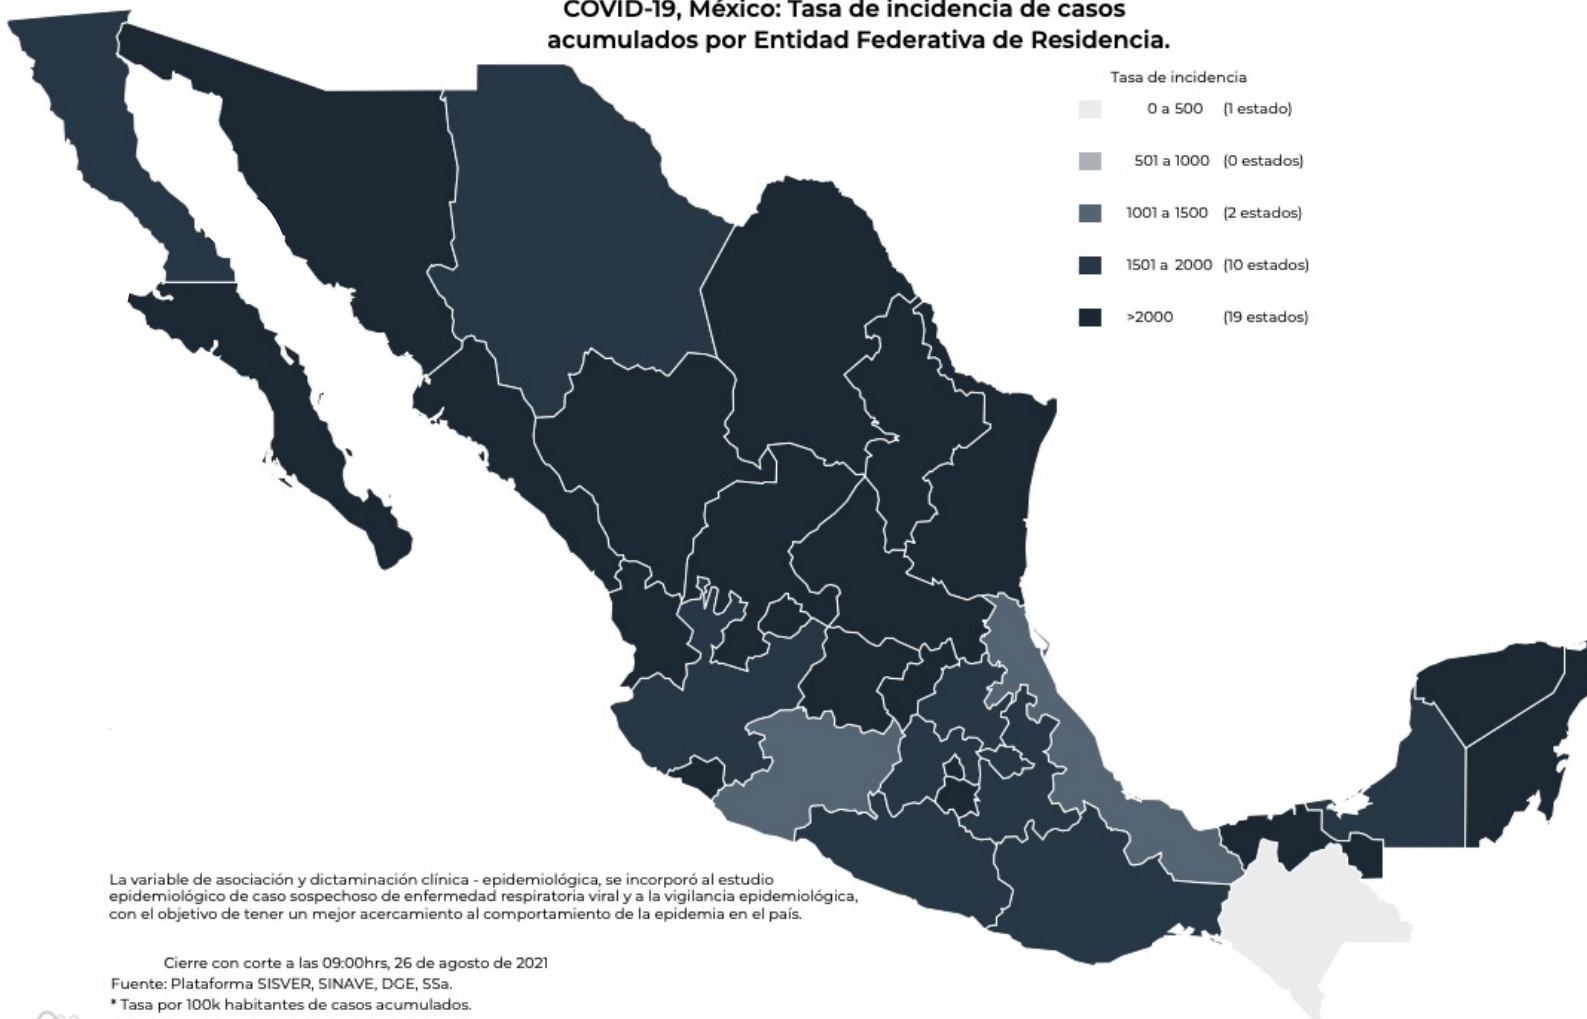 COVID-19, México: Tasa de incidencia de casos
acumulados por Entidad Federativa de Residencia.
Tasa de incidencia
0 a 500 (1 estado)
501 a 1000 (0 estados)
1001 a 1500 (2 estados)
1501 a 2000 (10 estados)
>2000 (19 estados)
La variable de asociación y dictaminación clínica - epidemiológica, se incorporó al estudio
epidemiológico de caso sospechoso de enfermedad respiratoria viral y a la vigilancia epidemiológica,
con el objetivo de tener un mejor acercamiento al comportamiento de la epidemia en el país.
Cierre con corte a las 09:00hrs, 26 de agosto de 2021
Fuente: Plataforma SISVER, SINAVE, DGE, SSa.
* Tasa por 100k habitantes de casos acumulados.